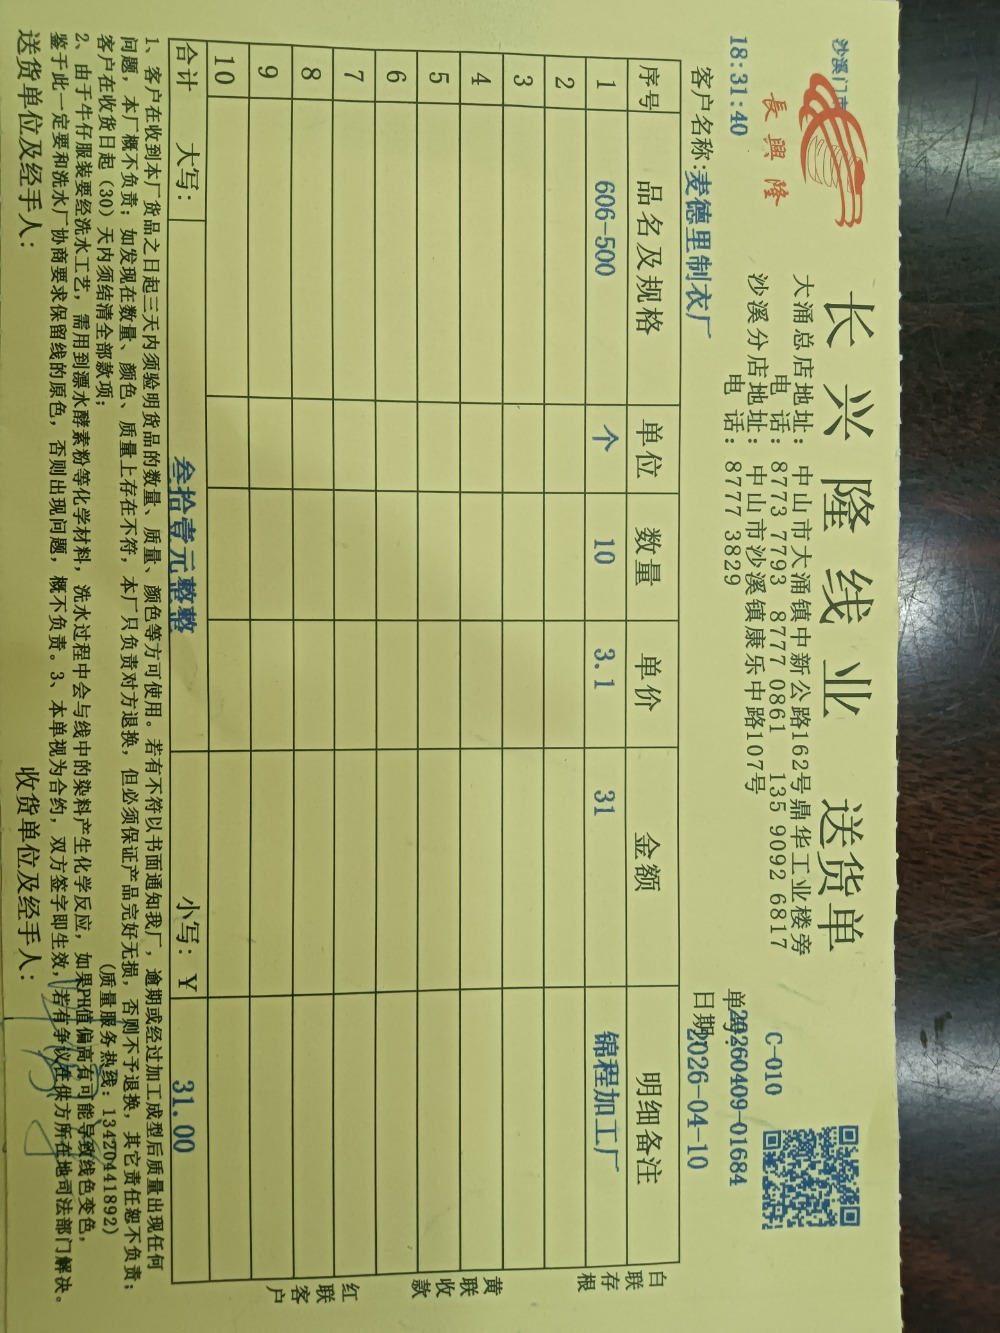 長興隆
长兴隆线业 送货单
大涌总店地址：中山市大涌镇中新公路162号鼎华工业楼旁
电 话：8773 7793 8777 0861 135 9092 6817
沙溪分店地址：中山市沙溪镇康乐中路107号
电 话：8777 3829
沙溪门
18:31:40
C-010
单号：20260409-01684
客户名称:麦德里制衣厂
日期：2026-04-10
序号 品名及规格 单位 数量 单价 金额 明细备注
1 606-500 个 10 3.1 31 锦程加工厂
2
3
4
5
6
7
8
9
10
合计 大写： 叁拾壹元整整 小写：￥ 31.00
白联存根
黄联收款
红联客户
1、客户在收到本厂货品之日起三天内须验明货品的数量、质量、颜色等方可使用。若有不符以书面通知我厂，逾期或经过加工成型后质量出现任何
问题，本厂概不负责；如发现在数量、颜色、质量上存在不符，本厂只负责对方退换，但必须保证产品完好无损，否则不予退换，其它责任恕不负责；
客户在收货日起（30）天内须结清全部款项； （质量服务热线：13420441892）
2、由于牛仔服装要经洗水工艺，需用到漂水酵素粉等化学材料，洗水过程中会与线中的染料产生化学反应，如果PH值偏高有可能导致线色变色，
鉴于此一定要和洗水厂协商要求保留线的原色，否则出现问题，概不负责。3、本单视为合约，双方签字即生效，若有争议在供方所在地司法部门解决。
送货单位及经手人： 收货单位及经手人：